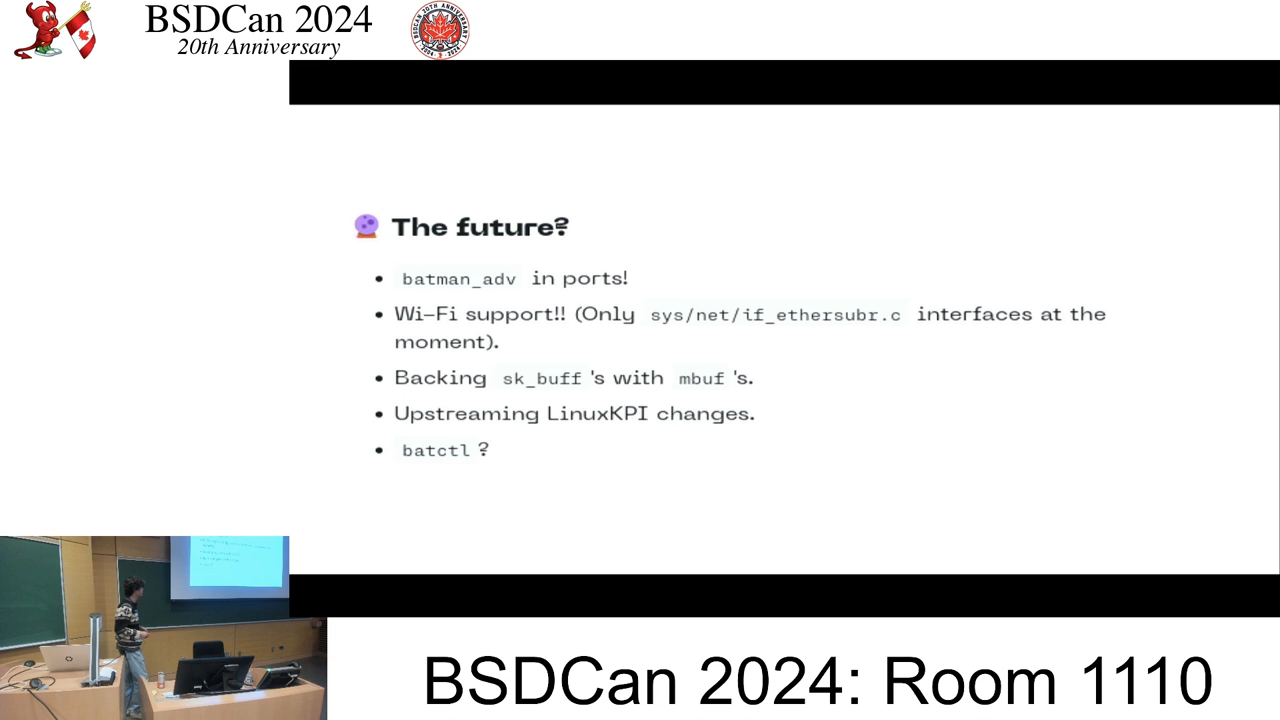 BSDCan 2024
20th Anniversary
The future?
batman_adv in ports!
Wi-Fi support!! (Only sys/net/if_ethersubr.c interfaces at the
moment).
Backing sk_buff 's with mbuf 's.
Upstreaming LinuxKPI changes.
batctl ?
BSDCan 2024: Room 1110